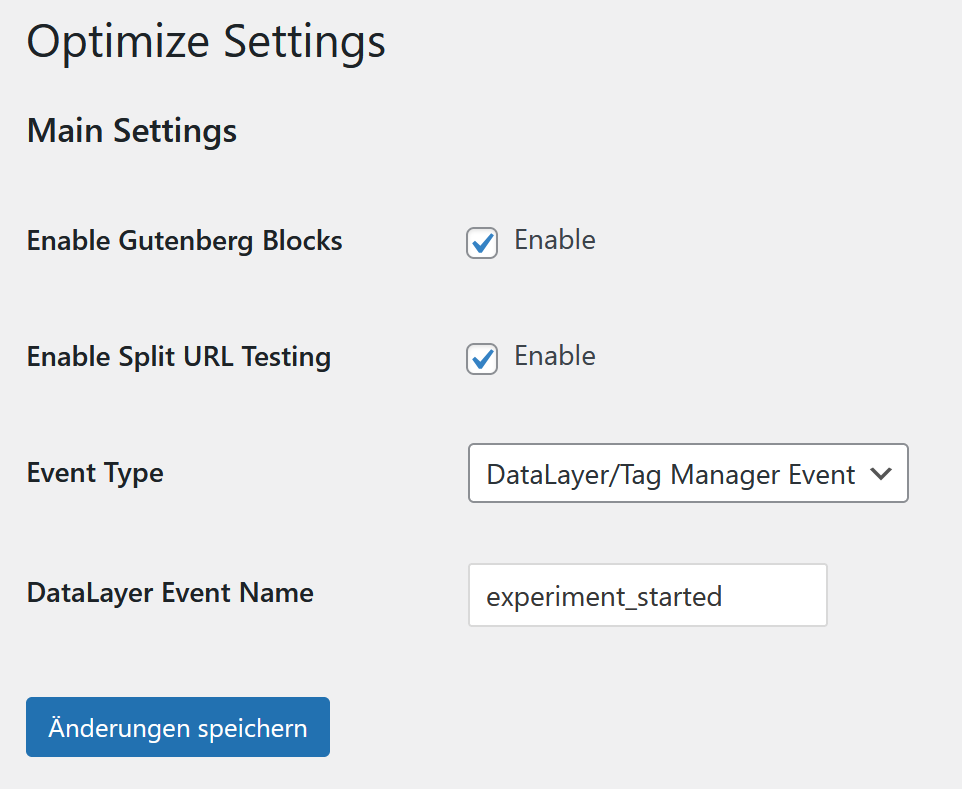 Optimize Settings
Main Settings
Enable Gutenberg Blocks
Enable
Enable Split URL Testing
Enable
Event Type
DataLayer/Tag Manager Event
DataLayer Event Name
experiment_started
Änderungen speichern